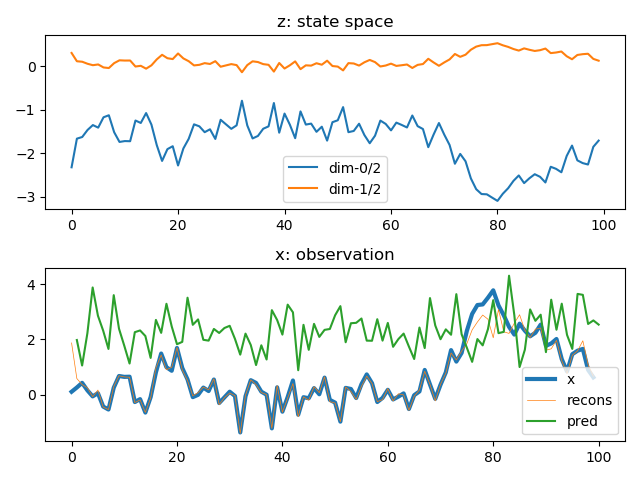 z: state space
0
−1
−2
−3
dim-0/2
dim-1/2
0 20 40 60 80 100
x: observation
4
2
0
x
recons
pred
0 20 40 60 80 100